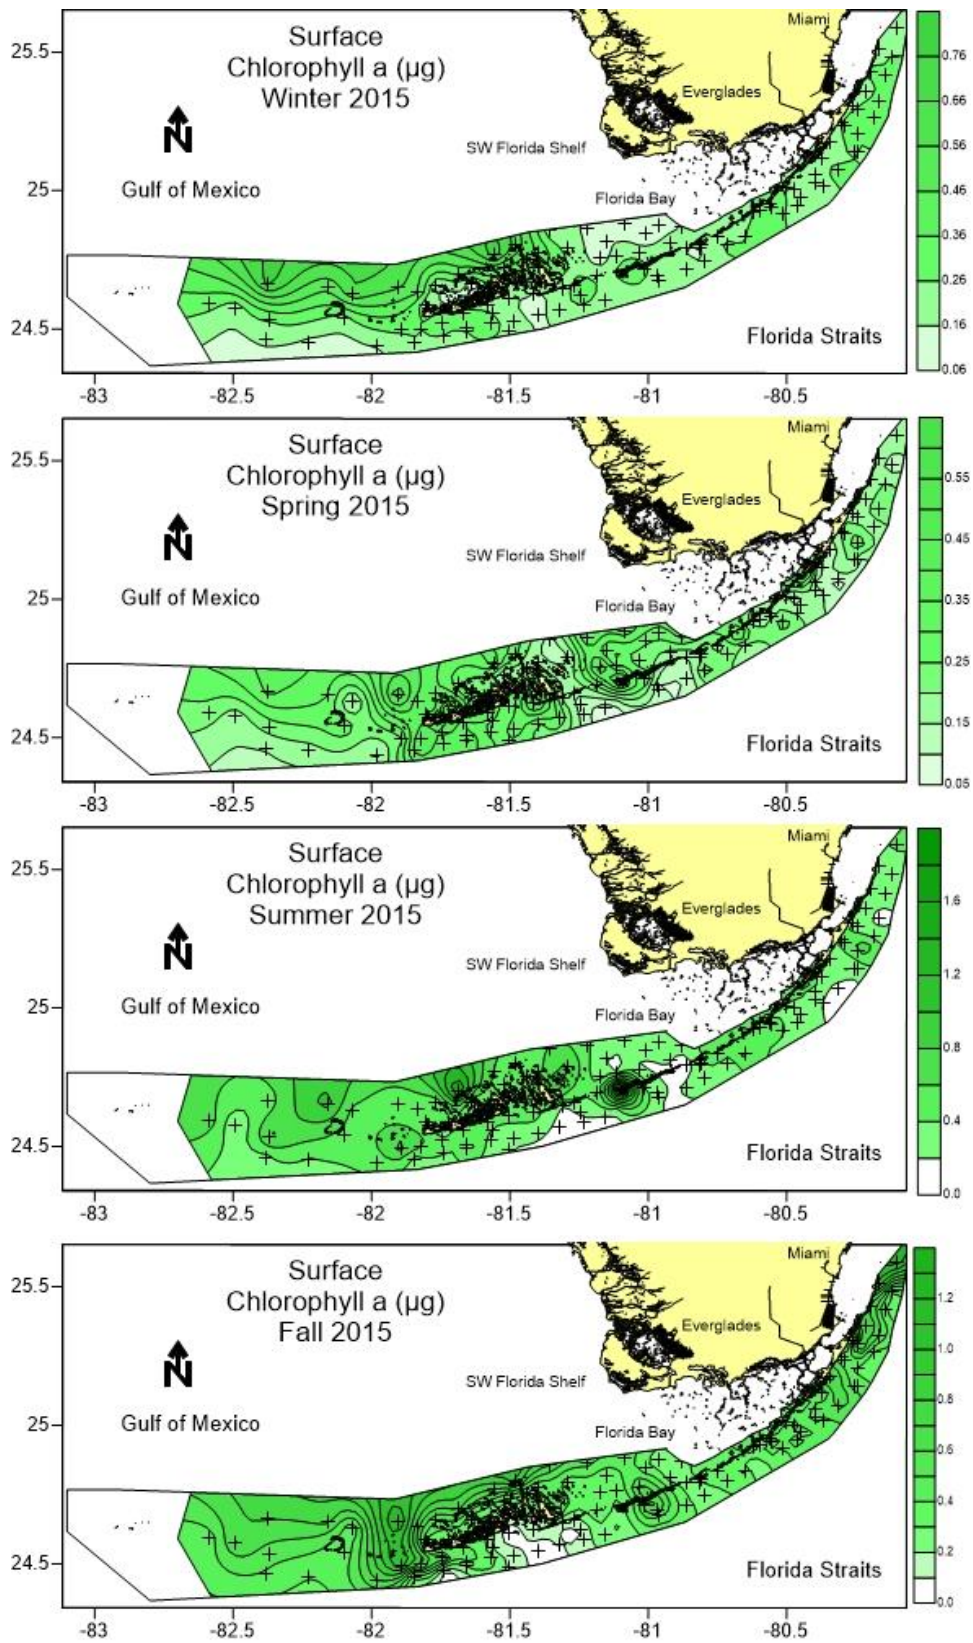 Surface
Chlorophyll a (µg)
Winter 2015
N
Gulf of Mexico
SW Florida Shelf
Florida Bay
Everglades
Miami
Florida Straits
25.5
25
24.5
-83 -82.5 -82 -81.5 -81 -80.5
0.76
0.66
0.56
0.46
0.36
0.26
0.16
0.06
Surface
Chlorophyll a (µg)
Spring 2015
N
Gulf of Mexico
SW Florida Shelf
Florida Bay
Everglades
Miami
Florida Straits
25.5
25
24.5
-83 -82.5 -82 -81.5 -81 -80.5
0.55
0.45
0.35
0.25
0.15
0.05
Surface
Chlorophyll a (µg)
Summer 2015
N
Gulf of Mexico
SW Florida Shelf
Florida Bay
Everglades
Miami
Florida Straits
25.5
25
24.5
-83 -82.5 -82 -81.5 -81 -80.5
1.6
1.2
0.8
0.4
0.0
Surface
Chlorophyll a (µg)
Fall 2015
N
Gulf of Mexico
SW Florida Shelf
Florida Bay
Everglades
Miami
Florida Straits
25.5
25
24.5
-83 -82.5 -82 -81.5 -81 -80.5
1.2
1.0
0.8
0.6
0.4
0.2
0.0